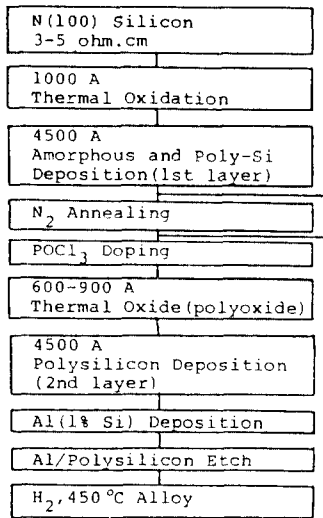 N(100) Silicon
3-5 ohm.cm
1000 A
Thermal Oxidation
4500 A
Amorphous and Poly-Si
Deposition(1st layer)
N2 Annealing
POCl3 Doping
600-900 A
Thermal Oxide(polyoxide)
4500 A
Polysilicon Deposition
(2nd layer)
Al(1% Si) Deposition
Al/Polysilicon Etch
H2,450°C Alloy